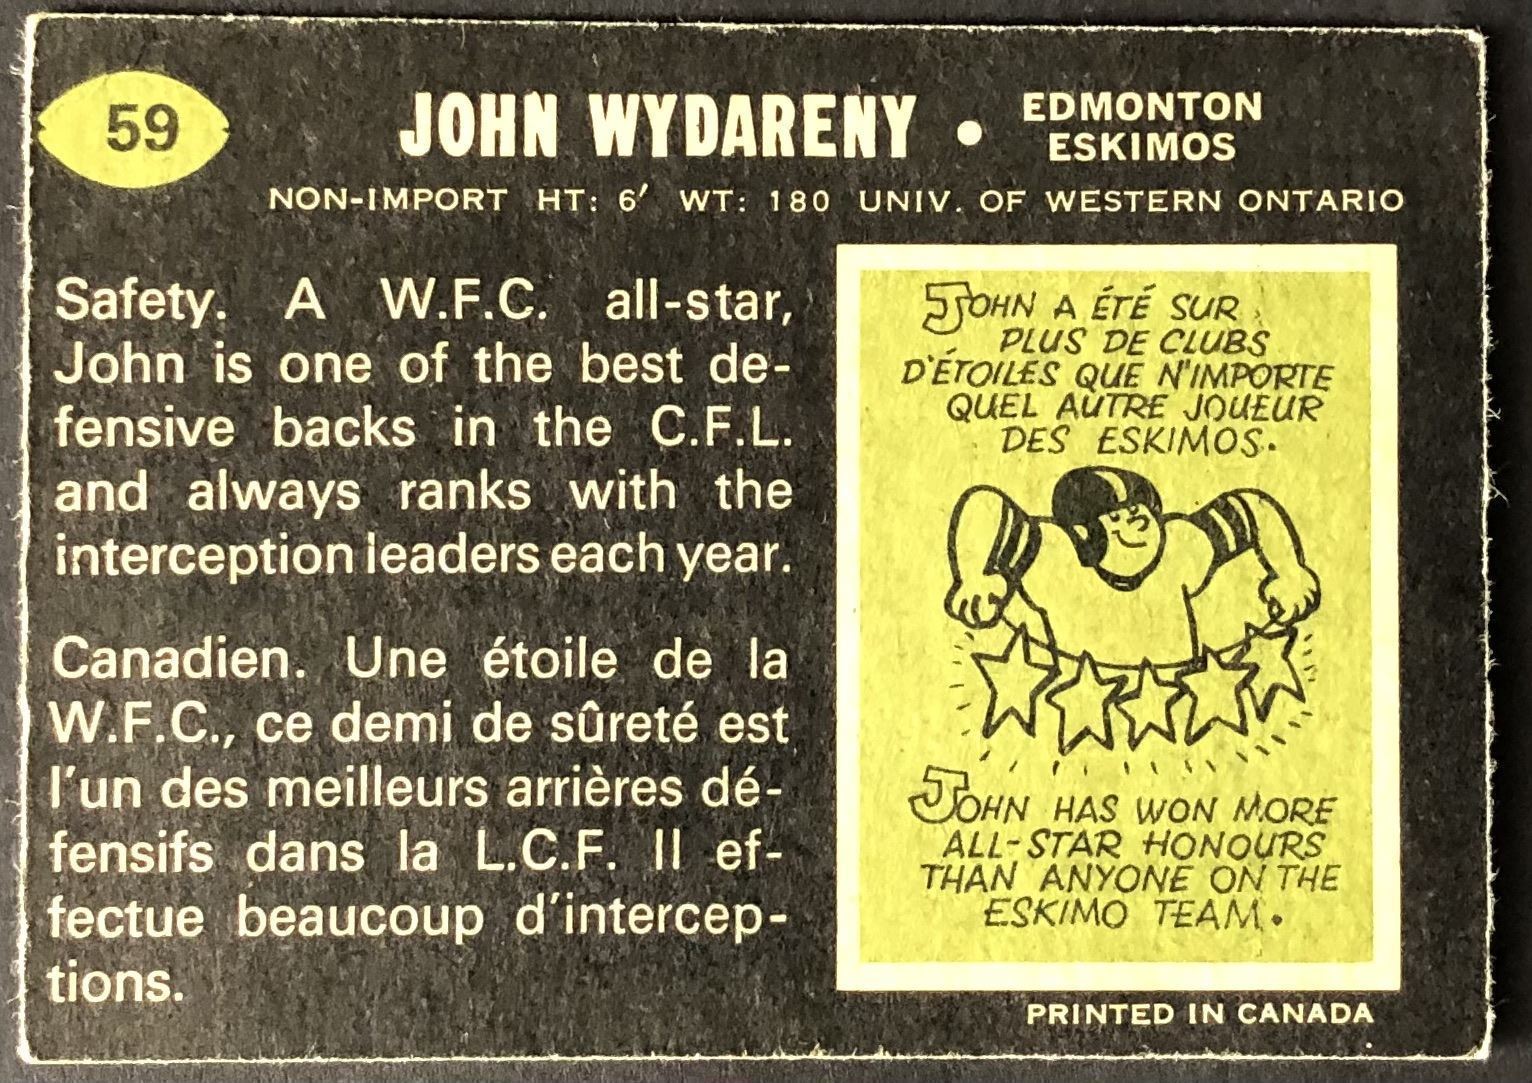 59
JOHN WYDARENY • EDMONTON
ESKIMOS
NON-IMPORT HT: 6′ WT: 180 UNIV. OF WESTERN ONTARIO
Safety. A W.F.C. all-star,
John is one of the best de-
fensive backs in the C.F.L.
and always ranks with the
interception leaders each year.
Canadien. Une étoile de la
W.F.C., ce demi de sûreté est
l'un des meilleurs arrières dé-
fensifs dans la L.C.F. Il ef-
fectue beaucoup d'intercep-
tions.
JOHN A ÉTÉ SUR
PLUS DE CLUBS
D'ÉTOILES QUE N'IMPORTE
QUEL AUTRE JOUEUR
DES ESKIMOS.
JOHN HAS WON MORE
ALL-STAR HONOURS
THAN ANYONE ON THE
ESKIMO TEAM.
PRINTED IN CANADA